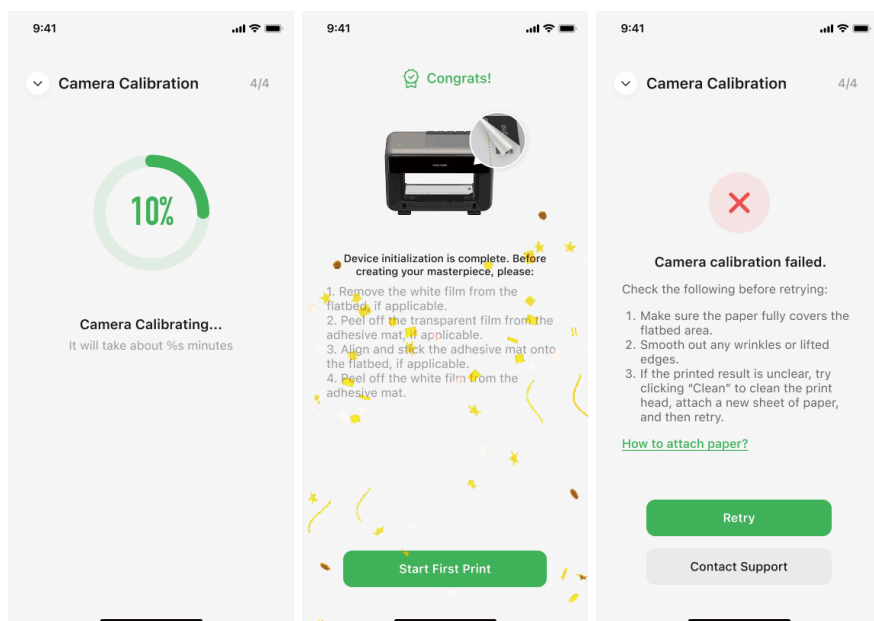 9:41
Camera Calibration
4/4
10%
Camera Calibrating...
It will take about %s minutes
9:41
Congrats!
Device initialization is complete. Before
creating your masterpiece, please:
1. Remove the white film from the
flatbed, if applicable.
2. Peel off the transparent film from the
adhesive mat, if applicable.
3. Align and stick the adhesive mat onto
the flatbed, if applicable.
4. Peel off the white film from the
adhesive mat.
Start First Print
9:41
Camera Calibration
4/4
Camera calibration failed.
Check the following before retrying:
1. Make sure the paper fully covers the
flatbed area.
2. Smooth out any wrinkles or lifted
edges.
3. If the printed result is unclear, try
clicking “Clean” to clean the print
head, attach a new sheet of paper,
and then retry.
How to attach paper?
Retry
Contact Support